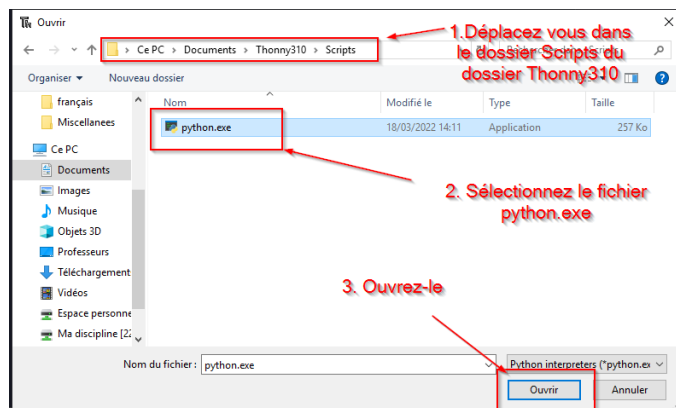 Ouvrir
1.Déplacez vous dans
le dossier Scripts du
dossier Thonny310
Ce PC > Documents > Thonny310 > Scripts
Organiser
Nouveau dossier
français
Miscellanees
Ce PC
Documents
Images
Musique
Objets 3D
Professeurs
Téléchargement
Vidéos
Espace personne
Ma discipline [22
Nom Modifié le Type Taille
python.exe 18/03/2022 14:11 Application 257 Ko
2. Sélectionnez le fichier
python.exe
3. Ouvrez-le
Nom du fichier : python.exe
Python interpreters (*python.ex
Ouvrir Annuler